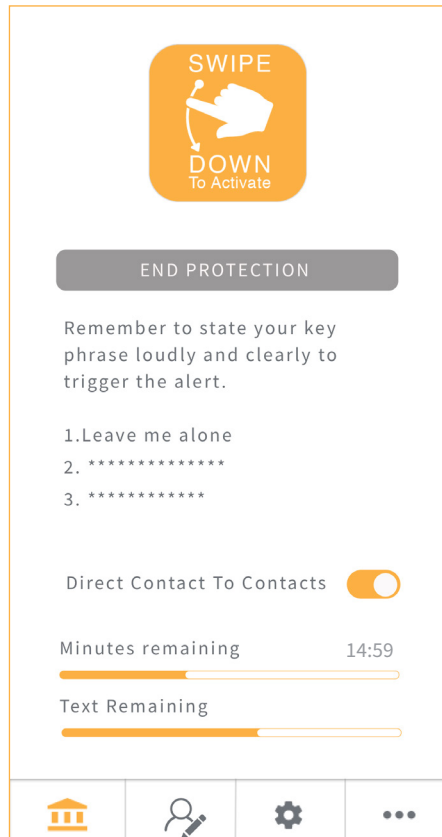 SWIPE
DOWN
To Activate
END PROTECTION
Remember to state your key
phrase loudly and clearly to
trigger the alert.
1.Leave me alone
2. **************
3. ************
Direct Contact To Contacts
Minutes remaining 14:59
Text Remaining